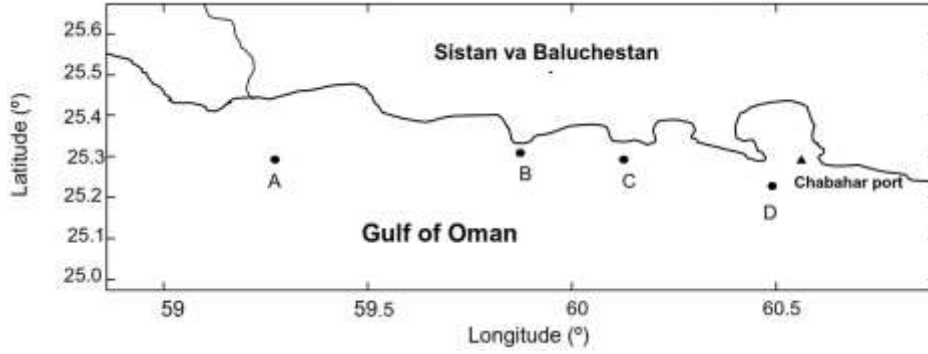 25.6
25.5
25.4
25.3
25.2
25.1
25.0
Latitude (º)
Sistan va Baluchestan
A
B
C
D
Chabahar port
Gulf of Oman
59
59.5
60
60.5
Longitude (º)